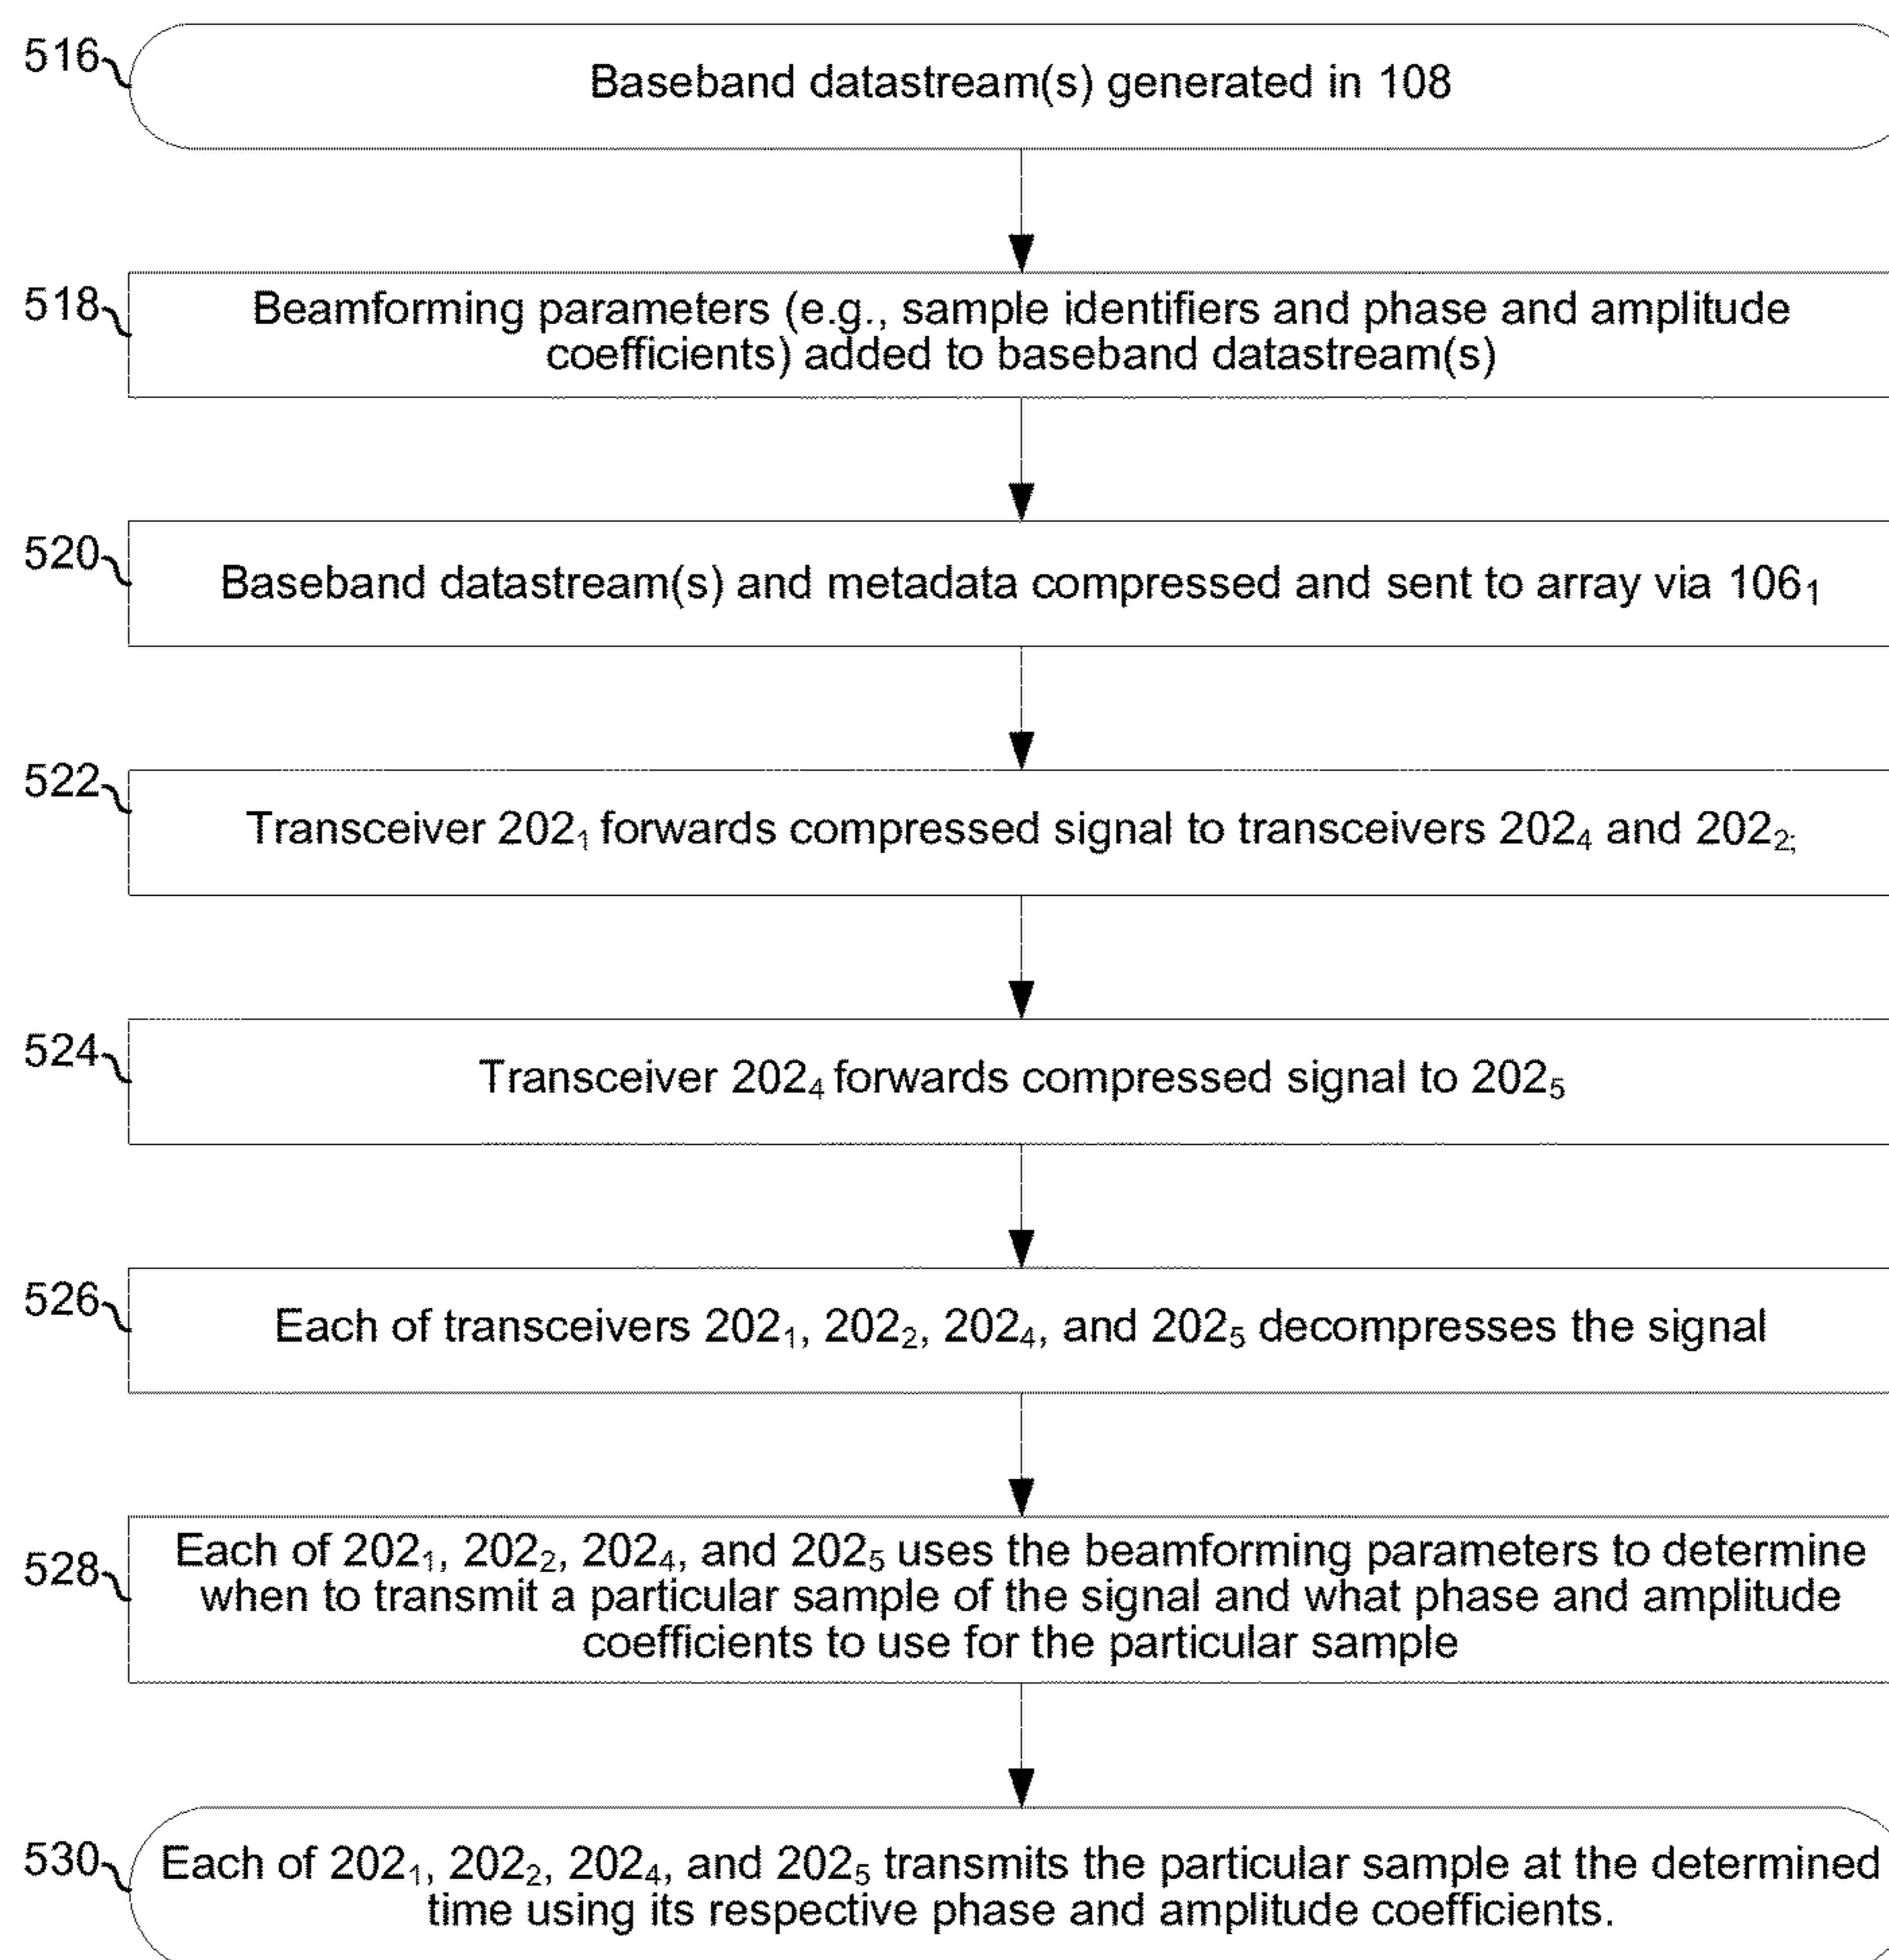 516
Baseband datastream(s) generated in 108
518
Beamforming parameters (e.g., sample identifiers and phase and amplitude
coefficients) added to baseband datastream(s)
520
Baseband datastream(s) and metadata compressed and sent to array via 106₁
522
Transceiver 202₁ forwards compressed signal to transceivers 202₄ and 202₂;
524
Transceiver 202₄ forwards compressed signal to 202₅
526
Each of transceivers 202₁, 202₂, 202₄, and 202₅ decompresses the signal
528
Each of 202₁, 202₂, 202₄, and 202₅ uses the beamforming parameters to determine
when to transmit a particular sample of the signal and what phase and amplitude
coefficients to use for the particular sample
530
Each of 202₁, 202₂, 202₄, and 202₅ transmits the particular sample at the determined
time using its respective phase and amplitude coefficients.